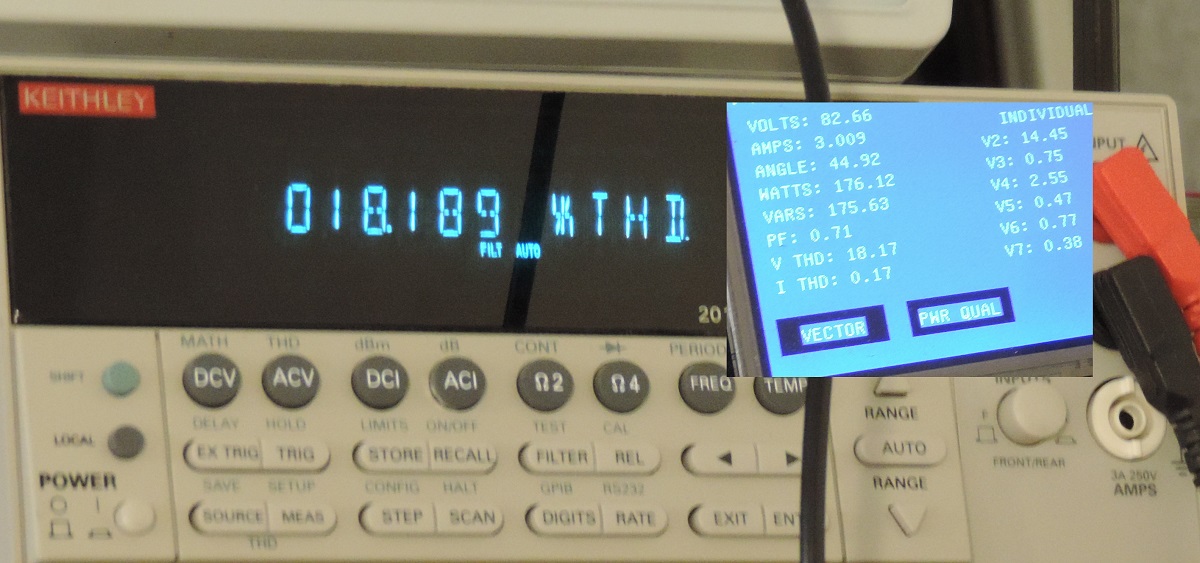 KEITHLEY
018.189 % THD.
FILT AUTO
VOLTS: 82.66
AMPS: 3.009
ANGLE: 44.92
WATTS: 176.12
VARS: 175.63
PF: 0.71
V THD: 18.17
I THD: 0.17
INDIVIDUAL
V2: 14.45
V3: 0.75
V4: 2.55
V5: 0.47
V6: 0.77
V7: 0.38
VECTOR PWR QUAL
201
PUT
MATH THD dBm dB CONT PERIOD
SHIFT DCV ACV DCI ACI Ω2 Ω4 FREQ TEMP
DELAY HOLD LIMITS ON/OFF TEST CAL
LOCAL EX TRIG TRIG STORE RECALL FILTER REL ◀ ▶
POWER SAVE SETUP CONFIG HALT GPIB RS232
O I SOURCE MEAS STEP SCAN DIGITS RATE EXIT ENT
THD
RANGE
AUTO
RANGE
INPUTS
F
FRONT/REAR
3A 250V
AMPS